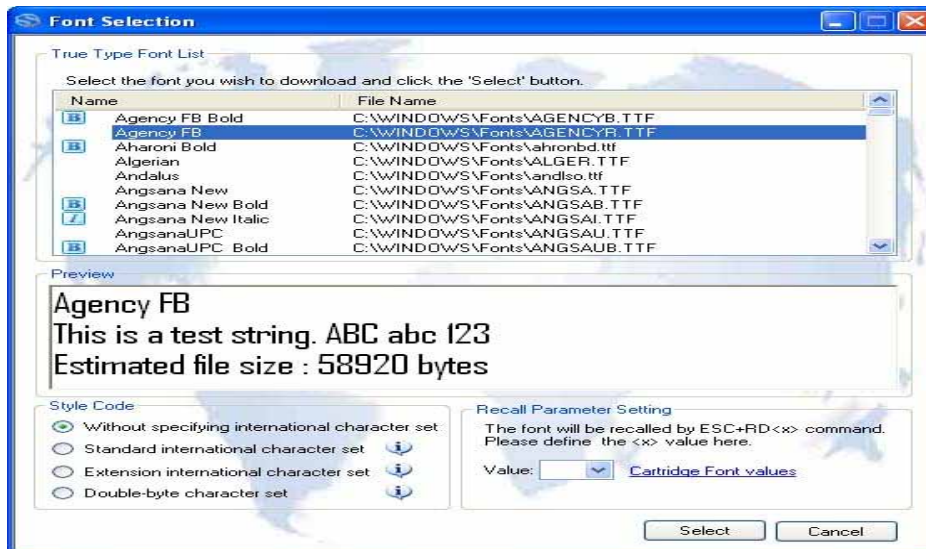 Font Selection
True Type Font List
Select the font you wish to download and click the 'Select' button.
Name File Name
B Agency FB Bold C:\WINDOWS\Fonts\AGENCYB.TTF
Agency FB C:\WINDOWS\Fonts\AGENCYR.TTF
B Aharoni Bold C:\WINDOWS\Fonts\ahronbd.ttf
Algerian C:\WINDOWS\Fonts\ALGER.TTF
Andalus C:\WINDOWS\Fonts\andlso.ttf
Angsana New C:\WINDOWS\Fonts\ANGSA.TTF
B Angsana New Bold C:\WINDOWS\Fonts\ANGSAB.TTF
I Angsana New Italic C:\WINDOWS\Fonts\ANGSAI.TTF
AngsanaUPC C:\WINDOWS\Fonts\ANGSAU.TTF
B AngsanaUPC Bold C:\WINDOWS\Fonts\ANGSAUB.TTF
Preview
Agency FB
This is a test string. ABC abc 123
Estimated file size : 58920 bytes
Style Code
Without specifying international character set
Standard international character set i
Extension international character set i
Double-byte character set i
Recall Parameter Setting
The font will be recalled by ESC+RD<x> command.
Please define the <x> value here.
Value: Cartridge Font values
Select Cancel